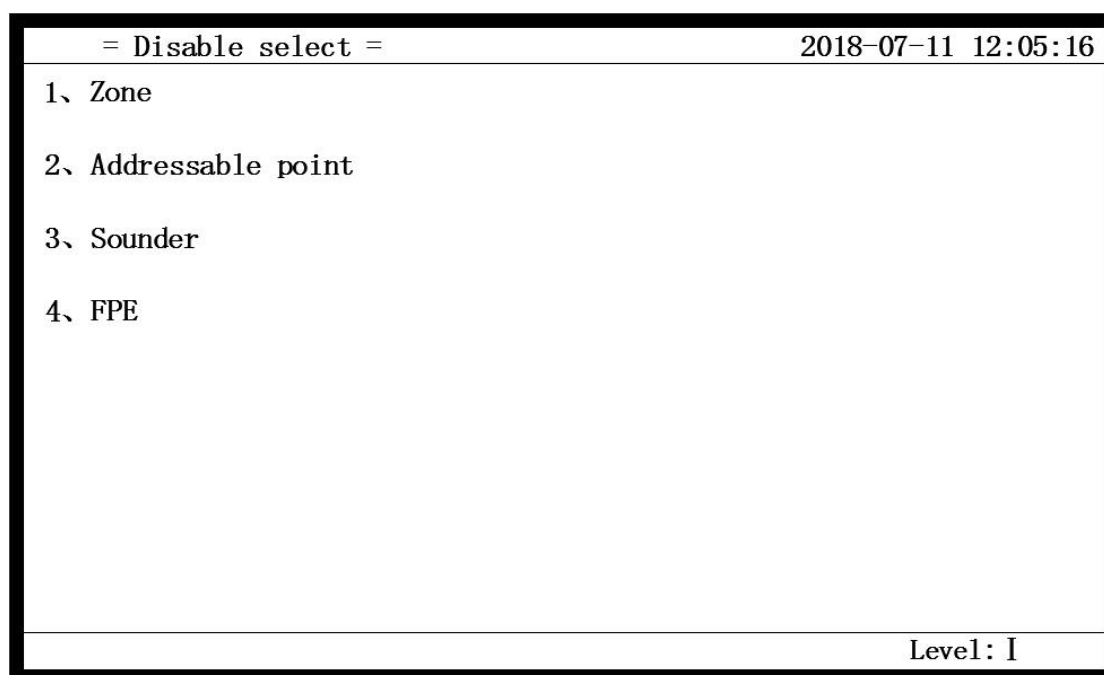 = Disable select = 2018-07-11 12:05:16
1、Zone
2、Addressable point
3、Sounder
4、FPE
Level: I